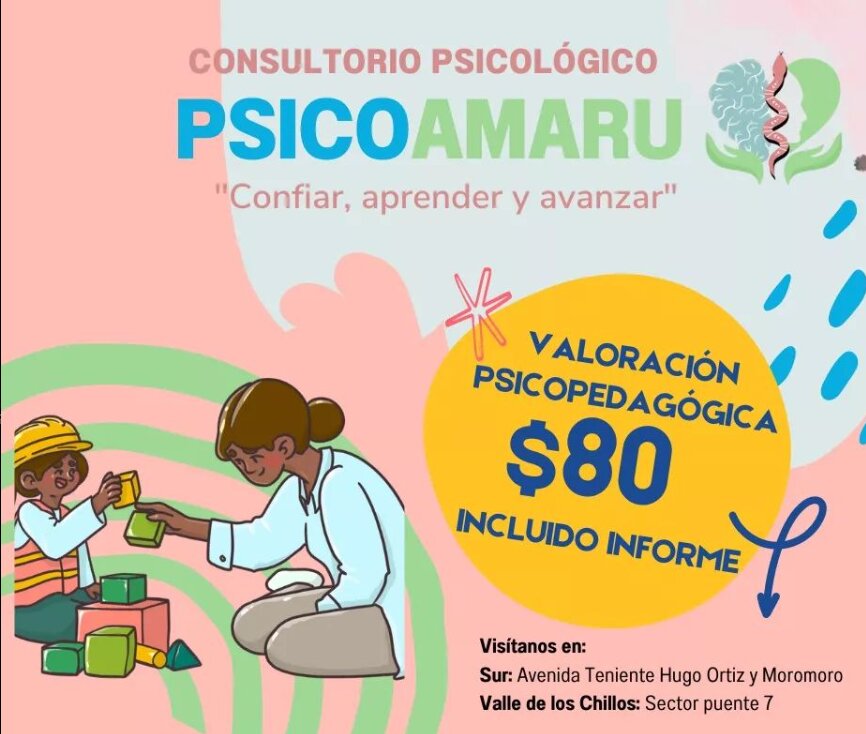 CONSULTORIO PSICOLÓGICO
PSICOAMARU
"Confiar, aprender y avanzar"
VALORACIÓN
PSICOPEDAGÓGICA
$80
INCLUIDO INFORME
Visítanos en:
Sur: Avenida Teniente Hugo Ortiz y Moromoro
Valle de los Chillos: Sector puente 7